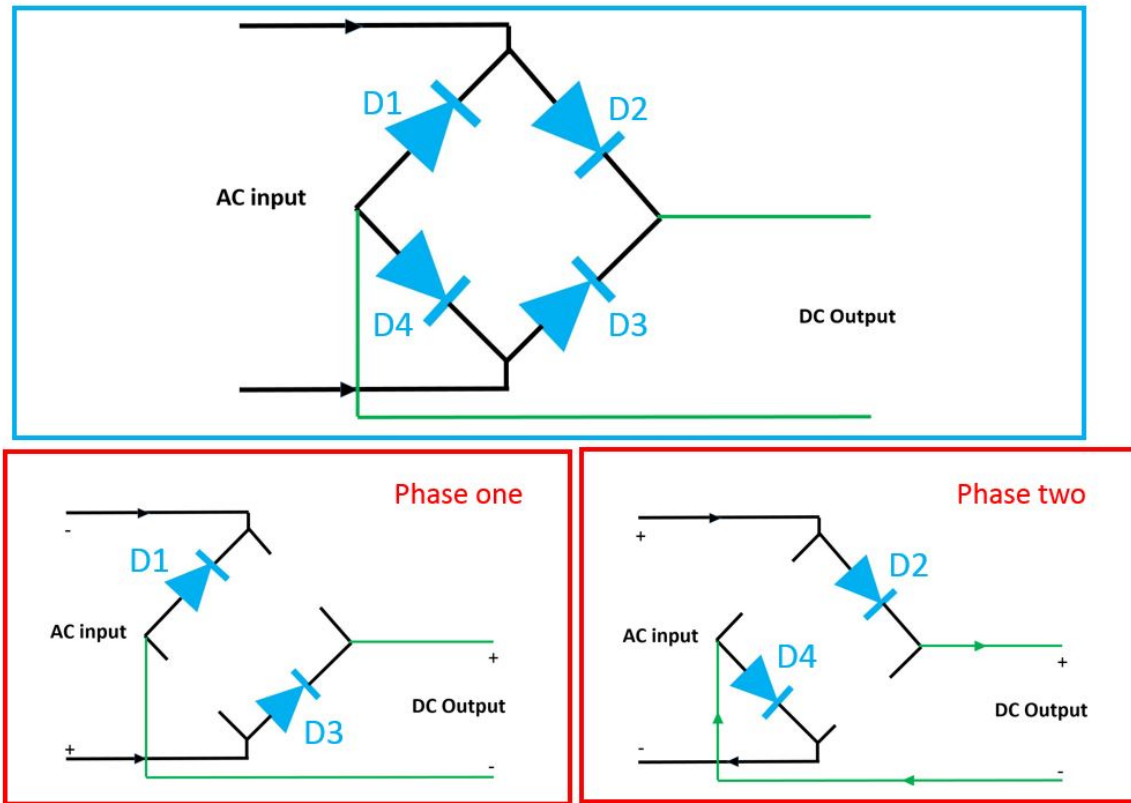 D1
D2
AC input
D4
D3
DC Output
Phase one
-
D1
AC input
+
D3
DC Output
+
-
Phase two
+
D2
AC input
D4
+
DC Output
-
-